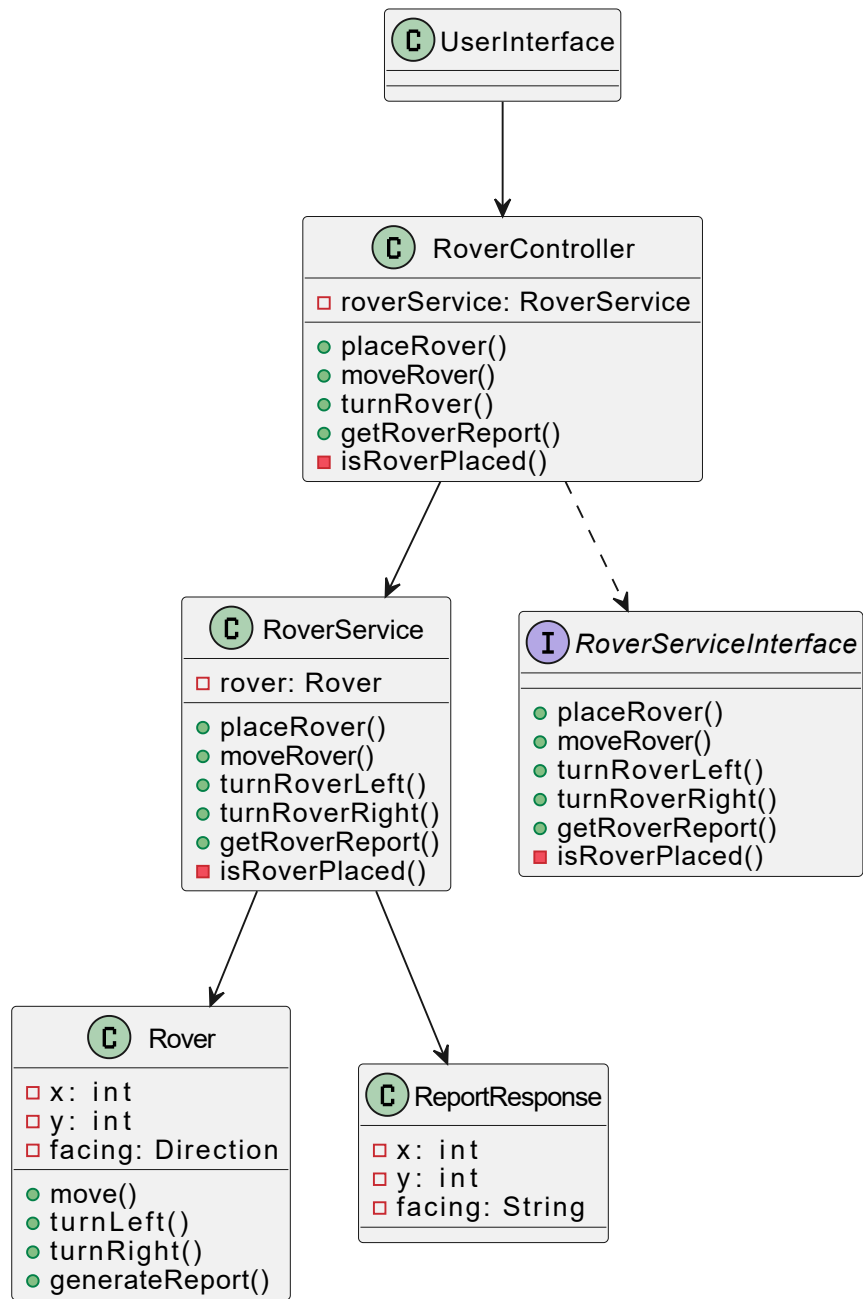 C UserInterface
C RoverController
roverService: RoverService
placeRover()
moveRover()
turnRover()
getRoverReport()
isRoverPlaced()
C RoverService
rover: Rover
placeRover()
moveRover()
turnRoverLeft()
turnRoverRight()
getRoverReport()
isRoverPlaced()
I RoverServiceInterface
placeRover()
moveRover()
turnRoverLeft()
turnRoverRight()
getRoverReport()
isRoverPlaced()
C Rover
x: int
y: int
facing: Direction
move()
turnLeft()
turnRight()
generateReport()
C ReportResponse
x: int
y: int
facing: String